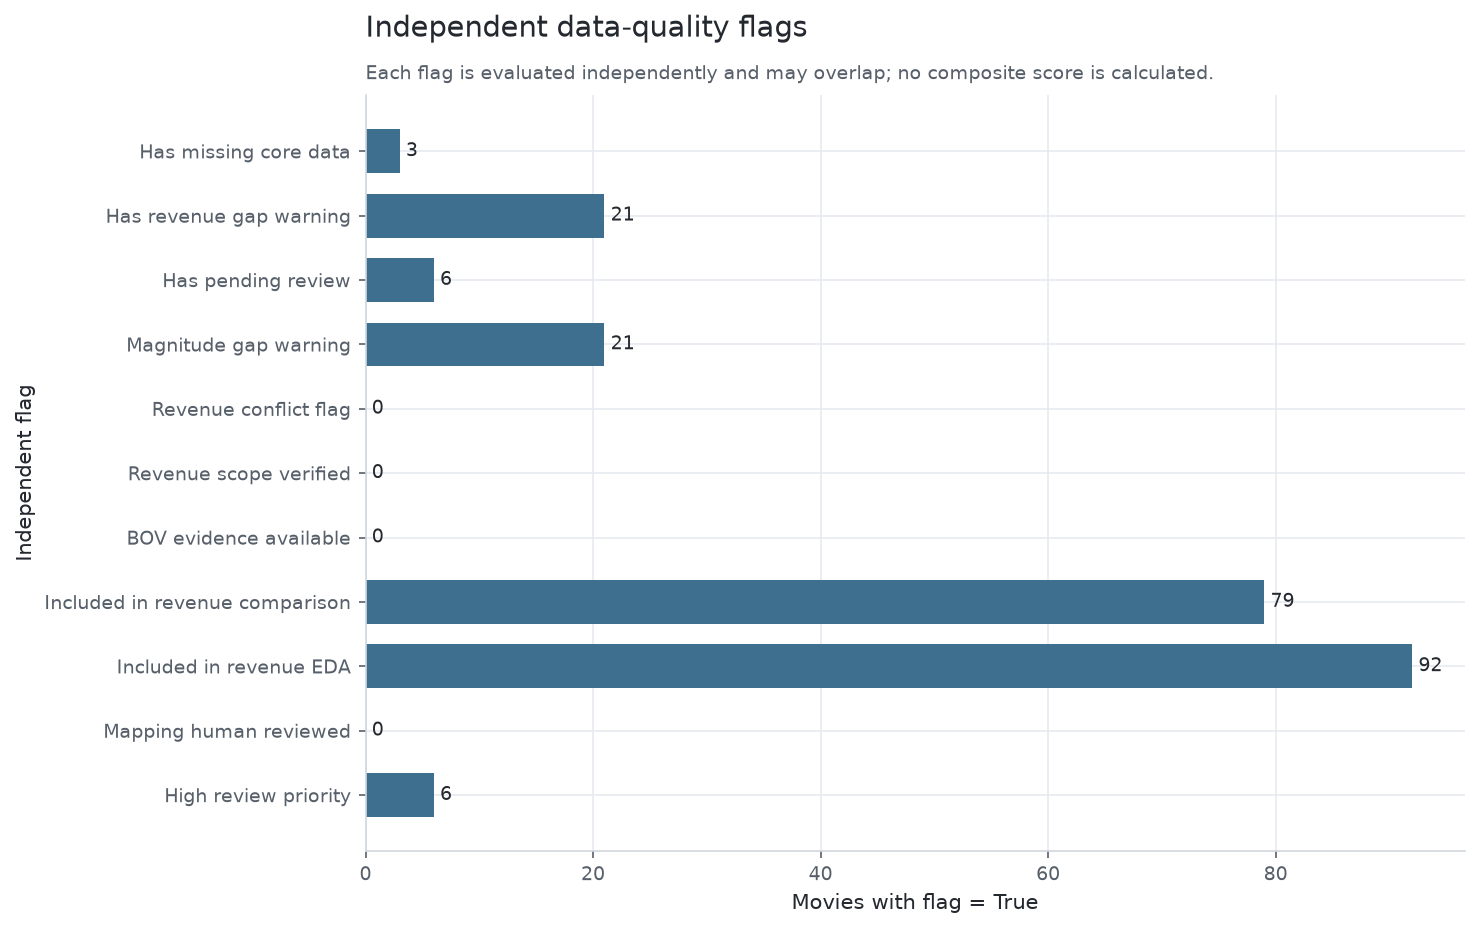 Independent data-quality flags
Each flag is evaluated independently and may overlap; no composite score is calculated.
Independent flag
Has missing core data 3
Has revenue gap warning 21
Has pending review 6
Magnitude gap warning 21
Revenue conflict flag 0
Revenue scope verified 0
BOV evidence available 0
Included in revenue comparison 79
Included in revenue EDA 92
Mapping human reviewed 0
High review priority 6
0 20 40 60 80
Movies with flag = True